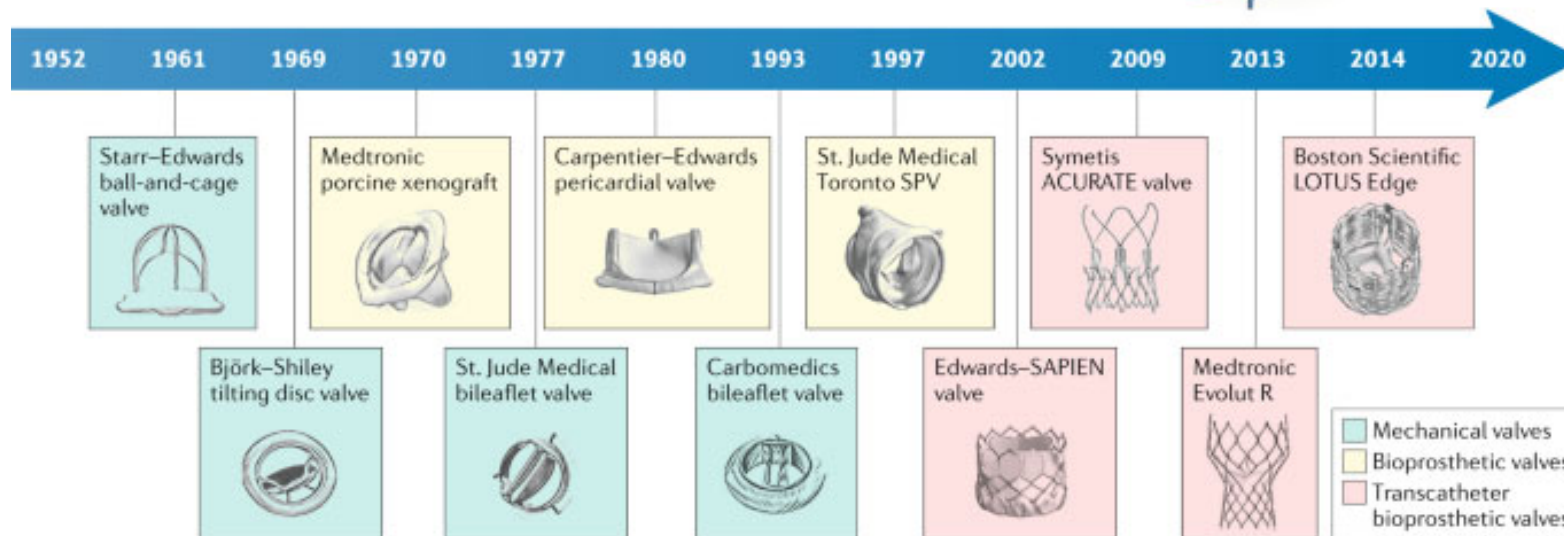 1952 1961 1969 1970 1977 1980 1993 1997 2002 2009 2013 2014 2020
Starr–Edwards
ball-and-cage
valve
Medtronic
porcine xenograft
Carpentier–Edwards
pericardial valve
St. Jude Medical
Toronto SPV
Symetis
ACURATE valve
Boston Scientific
LOTUS Edge
Björk–Shiley
tilting disc valve
St. Jude Medical
bileaflet valve
Carbomedics
bileaflet valve
Edwards–SAPIEN
valve
Medtronic
Evolut R
Mechanical valves
Bioprosthetic valves
Transcatheter
bioprosthetic valves